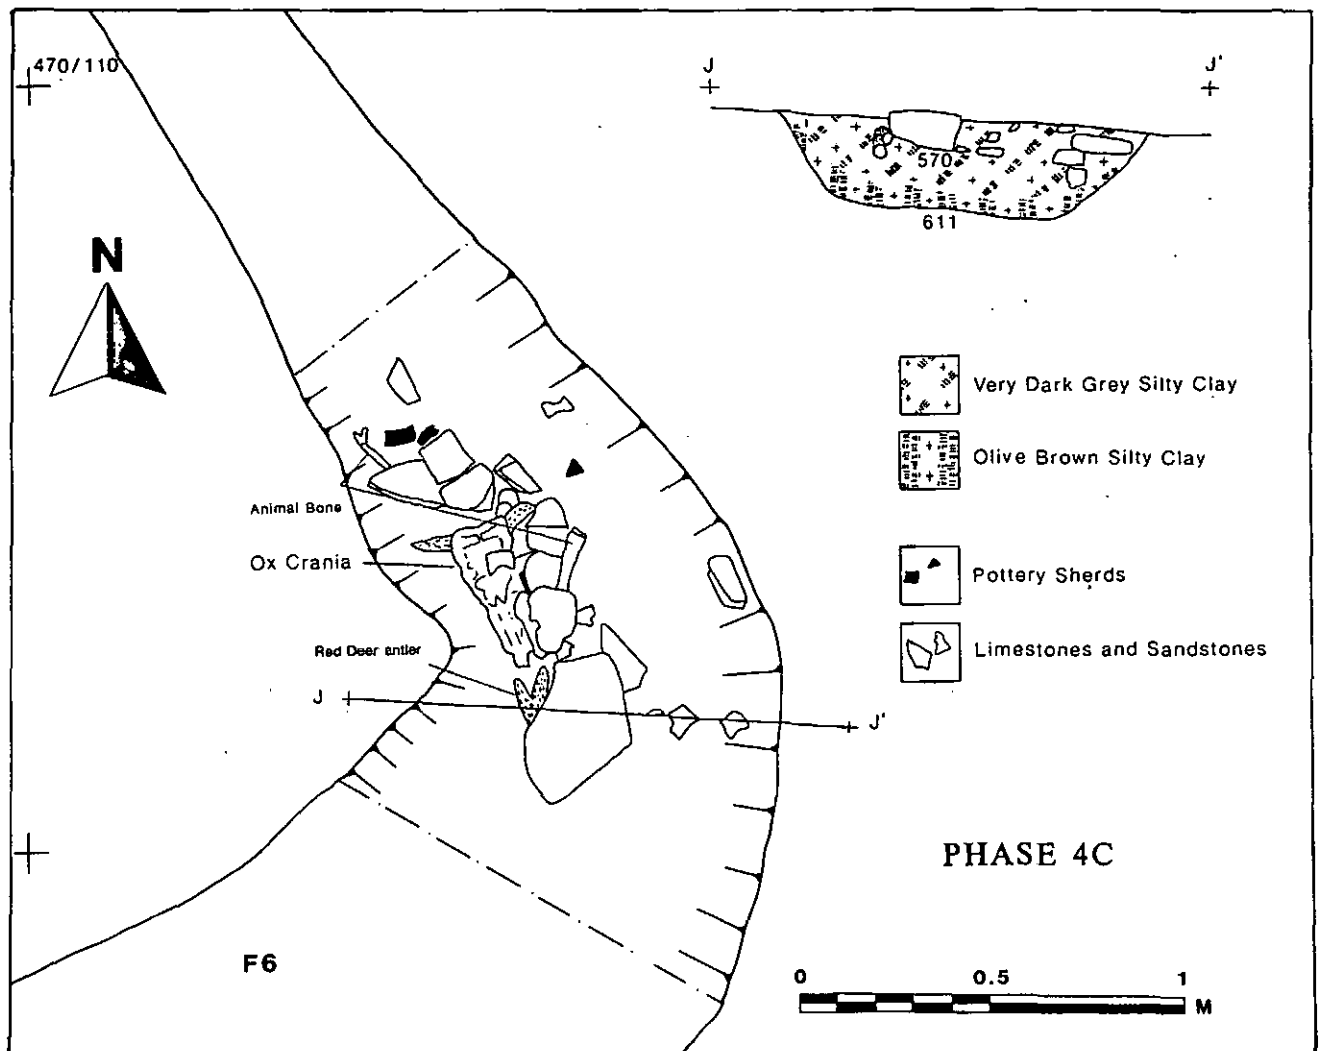 470/110
J J'
570
611
N
Very Dark Grey Silty Clay
Olive Brown Silty Clay
Animal Bone
Ox Crania
Pottery Sherds
Red Deer antler
Limestones and Sandstones
J J'
PHASE 4C
F6
0 0.5 1
M